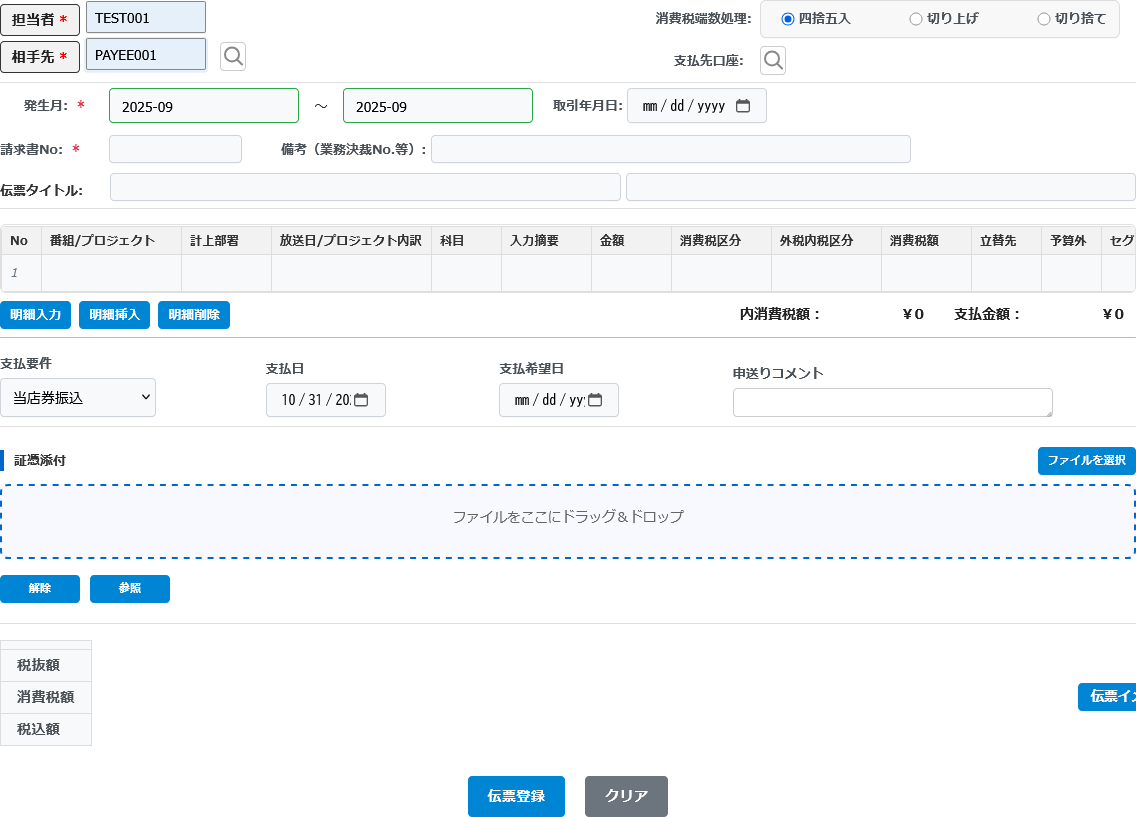 担当者 * TEST001 消費税端数処理: 四捨五入 切り上げ 切り捨て
相手先 * PAYEE001 支払先口座:
発生月: * 2025-09 ～ 2025-09 取引年月日: mm/dd/yyyy
請求書No: * 備考（業務決裁No.等）:
伝票タイトル:
No 番組/プロジェクト 計上部署 放送日/プロジェクト内訳 科目 入力摘要 金額 消費税区分 外税内税区分 消費税額 立替先 予算外 セグ
1
明細入力 明細挿入 明細削除 内消費税額： ￥0 支払金額： ￥0
支払要件 支払日 支払希望日 申送りコメント
当店券振込 10/31/20 mm/dd/yy
証憑添付 ファイルを選択
ファイルをここにドラッグ＆ドロップ
解除 参照
税抜額
消費税額
税込額
伝票イメ
伝票登録 クリア